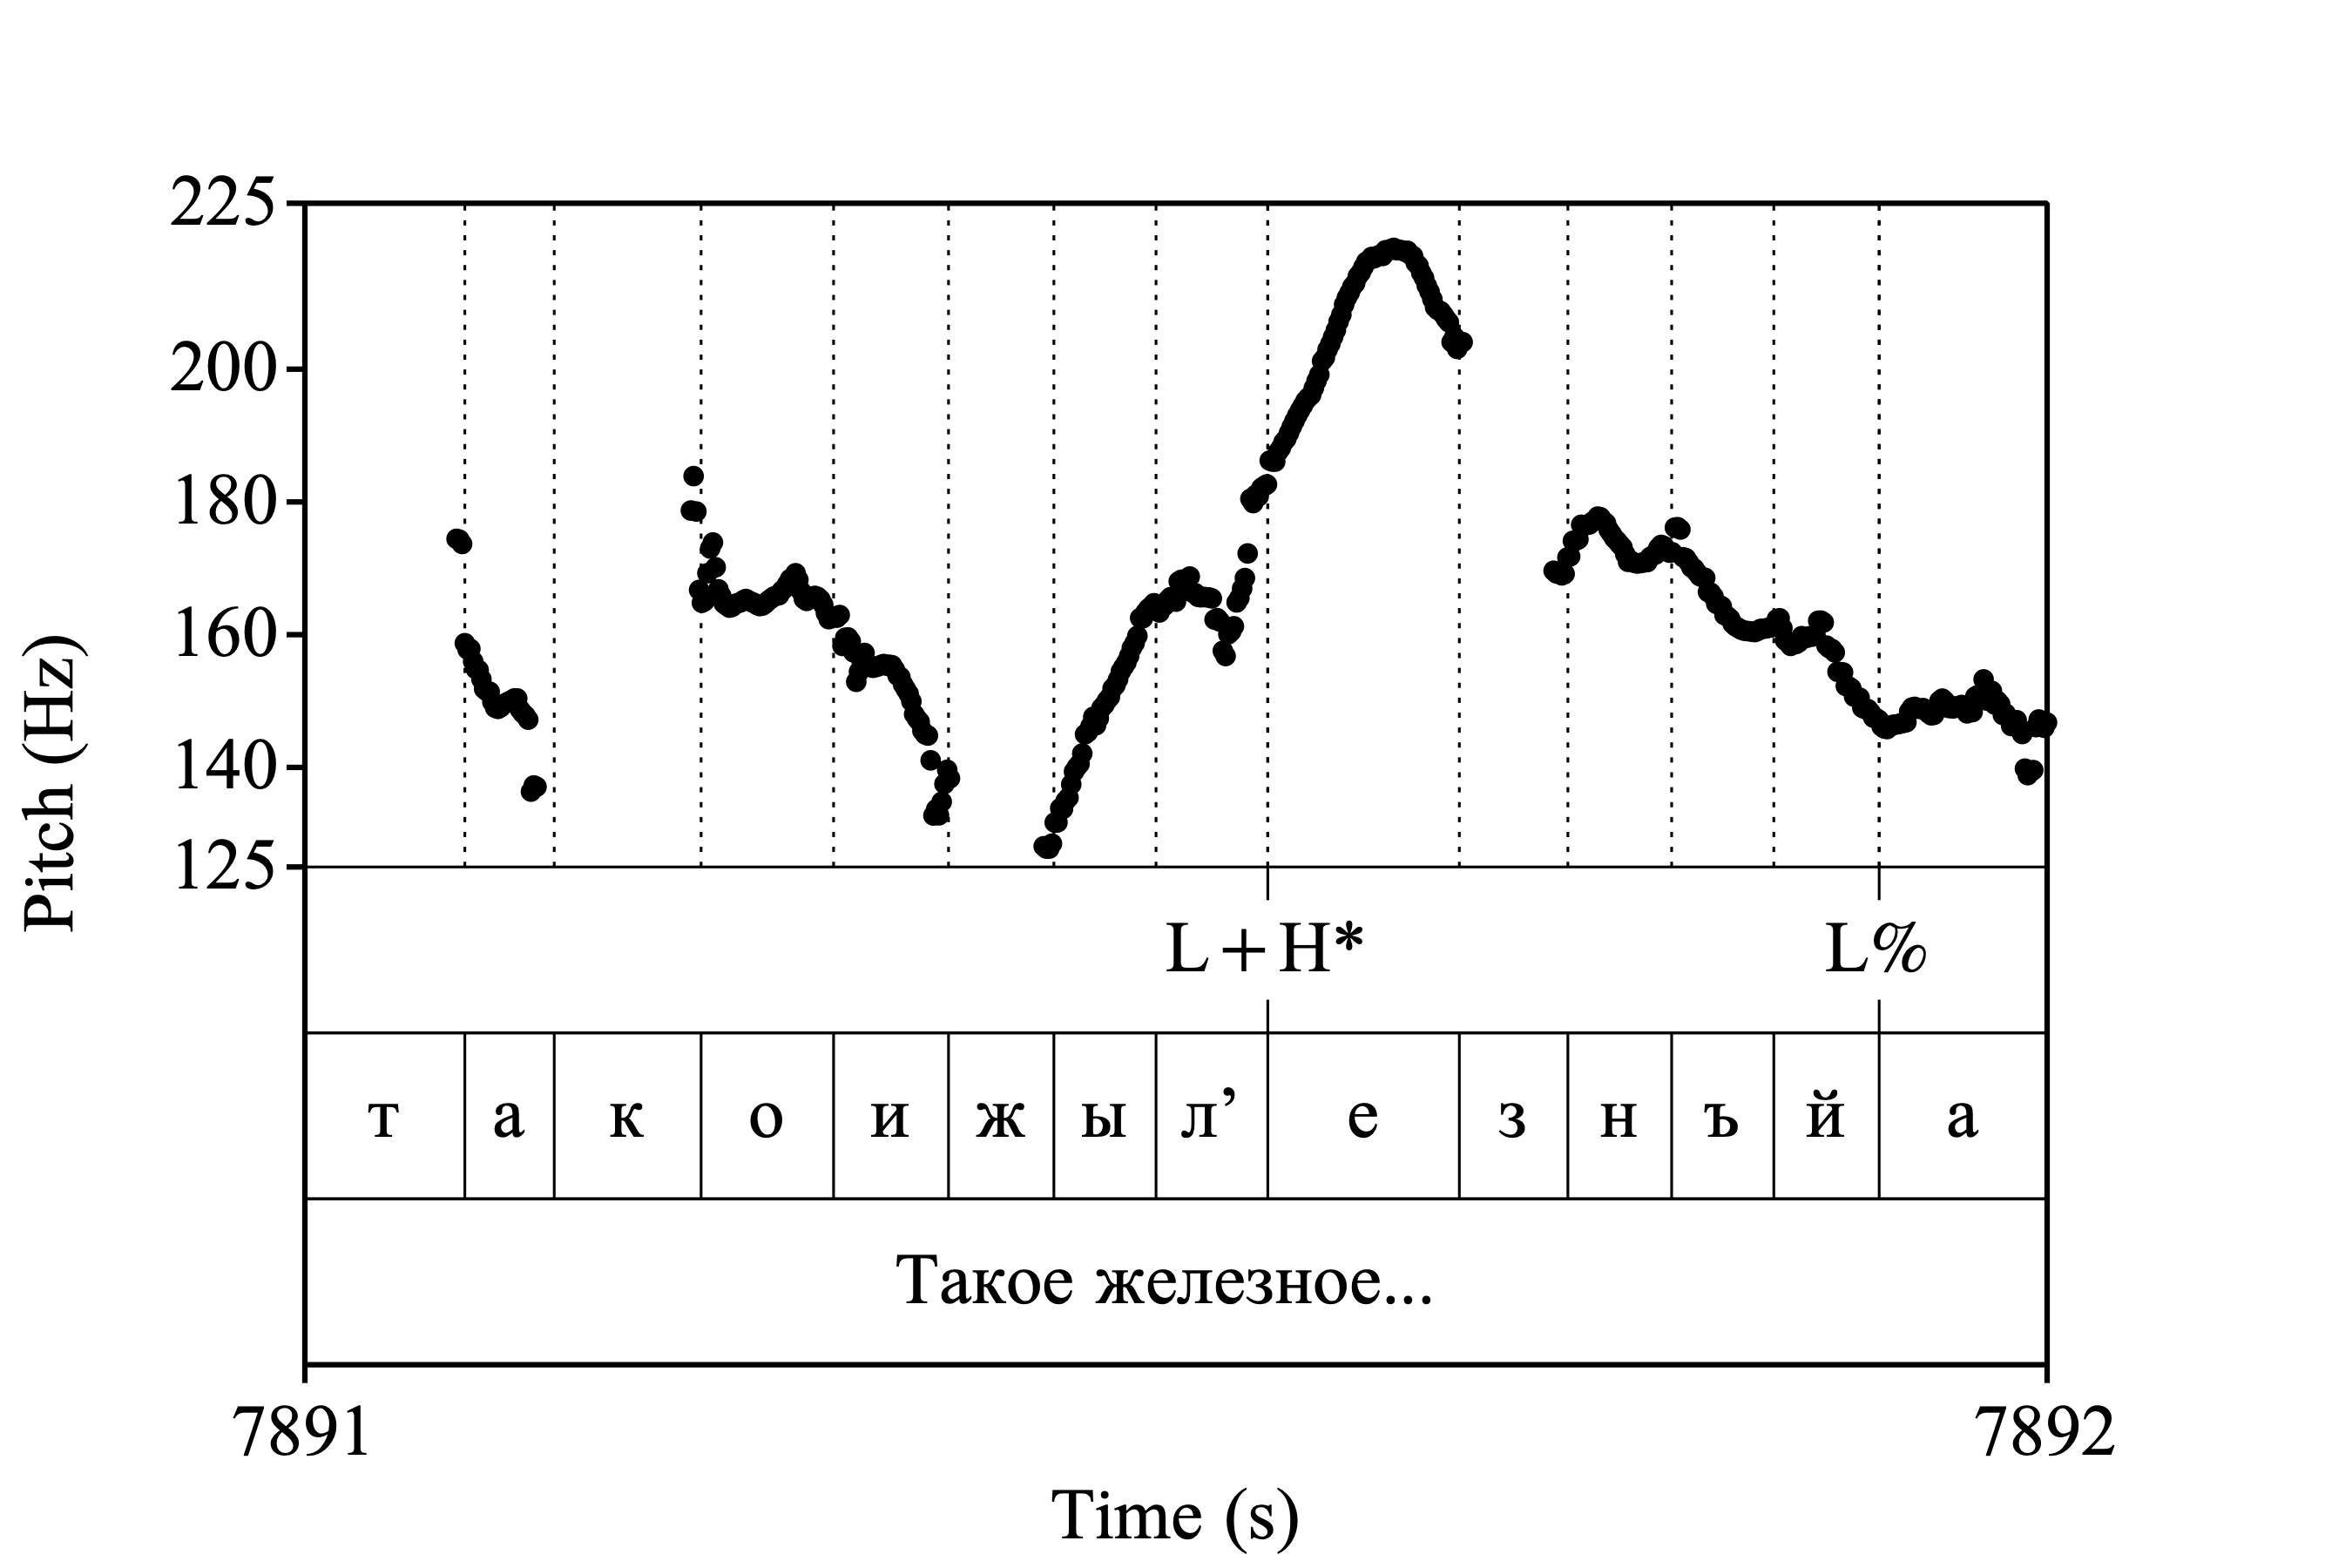 225
200
180
160
140
125
Pitch (Hz)
L+H* L%
т а к о и ж ы л’ е з н ъ й а
Такое железное...
7891 7892
Time (s)